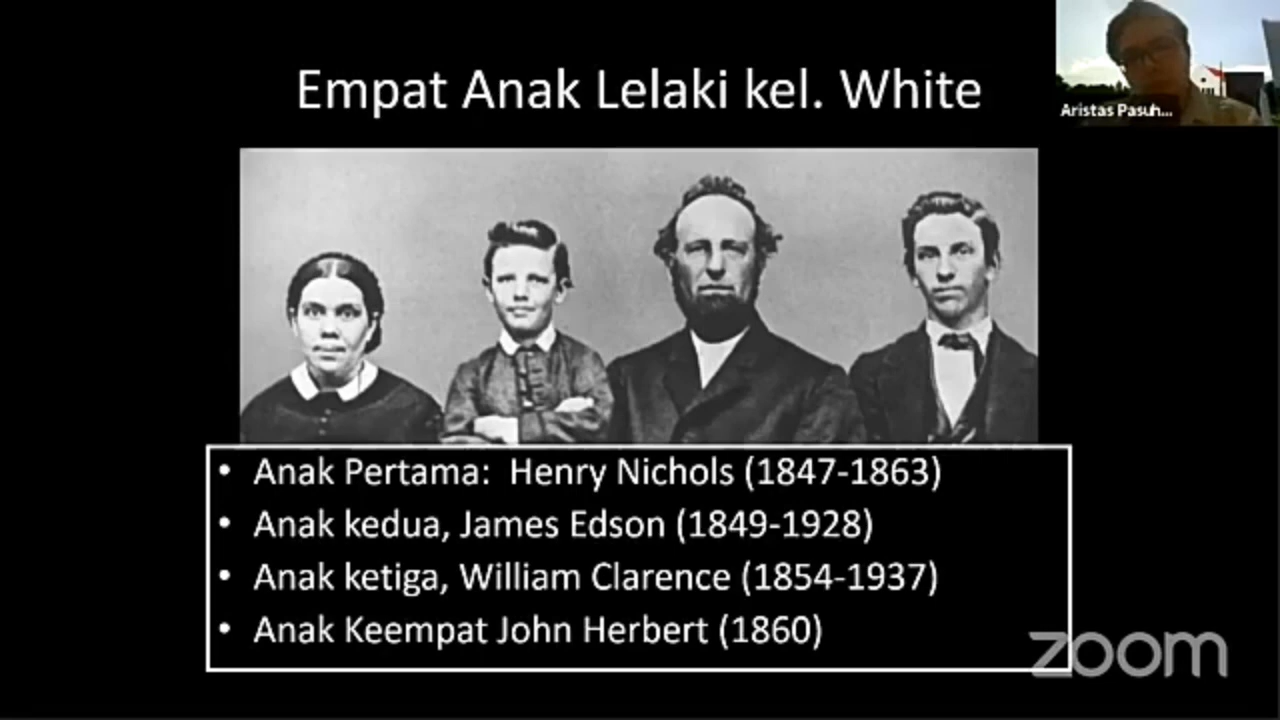 Empat Anak Lelaki kel. White
Aristas Pasuh...
• Anak Pertama: Henry Nichols (1847-1863)
• Anak kedua, James Edson (1849-1928)
• Anak ketiga, William Clarence (1854-1937)
• Anak Keempat John Herbert (1860)
zoom